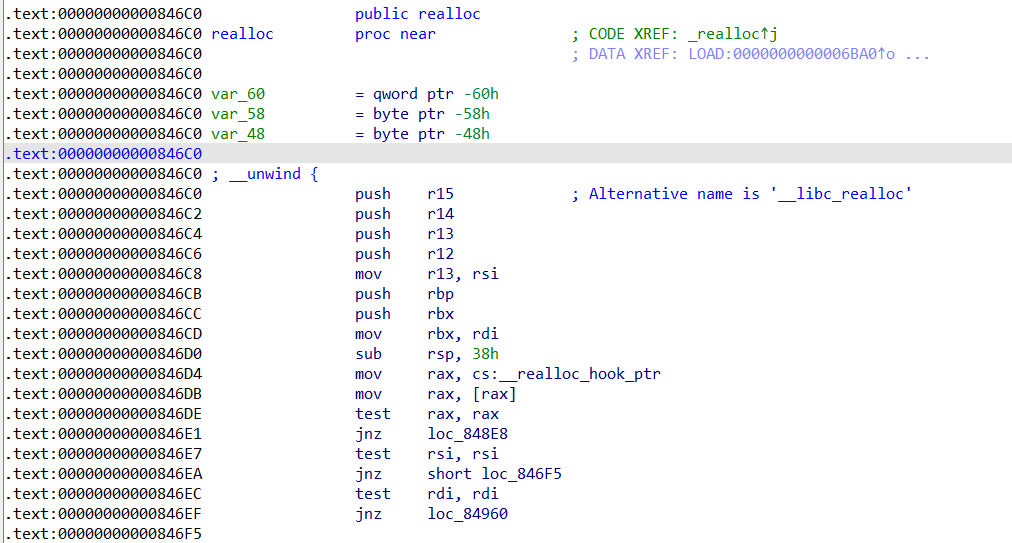 .text:00000000000846C0 public realloc
.text:00000000000846C0 realloc proc near ; CODE XREF: _realloc↑j
.text:00000000000846C0 ; DATA XREF: LOAD:0000000000006BA0↑o ...
.text:00000000000846C0
.text:00000000000846C0 var_60 = qword ptr -60h
.text:00000000000846C0 var_58 = byte ptr -58h
.text:00000000000846C0 var_48 = byte ptr -48h
.text:00000000000846C0
.text:00000000000846C0 ; __unwind {
.text:00000000000846C0 push r15 ; Alternative name is '__libc_realloc'
.text:00000000000846C2 push r14
.text:00000000000846C4 push r13
.text:00000000000846C6 push r12
.text:00000000000846C8 mov r13, rsi
.text:00000000000846CB push rbp
.text:00000000000846CC push rbx
.text:00000000000846CD mov rbx, rdi
.text:00000000000846D0 sub rsp, 38h
.text:00000000000846D4 mov rax, cs:__realloc_hook_ptr
.text:00000000000846DB mov rax, [rax]
.text:00000000000846DE test rax, rax
.text:00000000000846E1 jnz loc_848E8
.text:00000000000846E7 test rsi, rsi
.text:00000000000846EA jnz short loc_846F5
.text:00000000000846EC test rdi, rdi
.text:00000000000846EF jnz loc_84960
.text:00000000000846F5